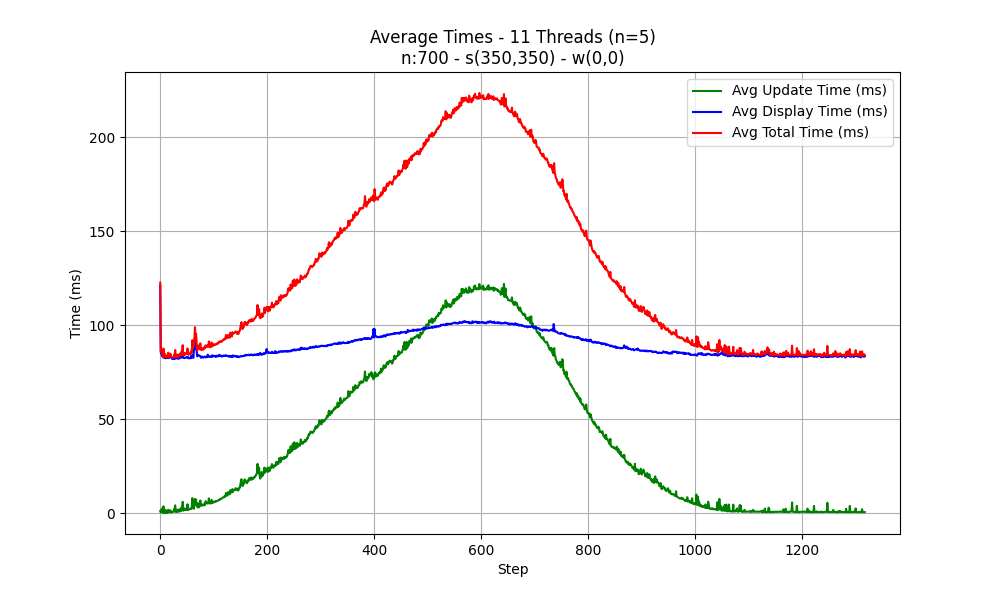 Average Times - 11 Threads (n=5)
n:700 - s(350,350) - w(0,0)
Avg Update Time (ms)
Avg Display Time (ms)
Avg Total Time (ms)
Time (ms)
200
150
100
50
0
0 200 400 600 800 1000 1200
Step